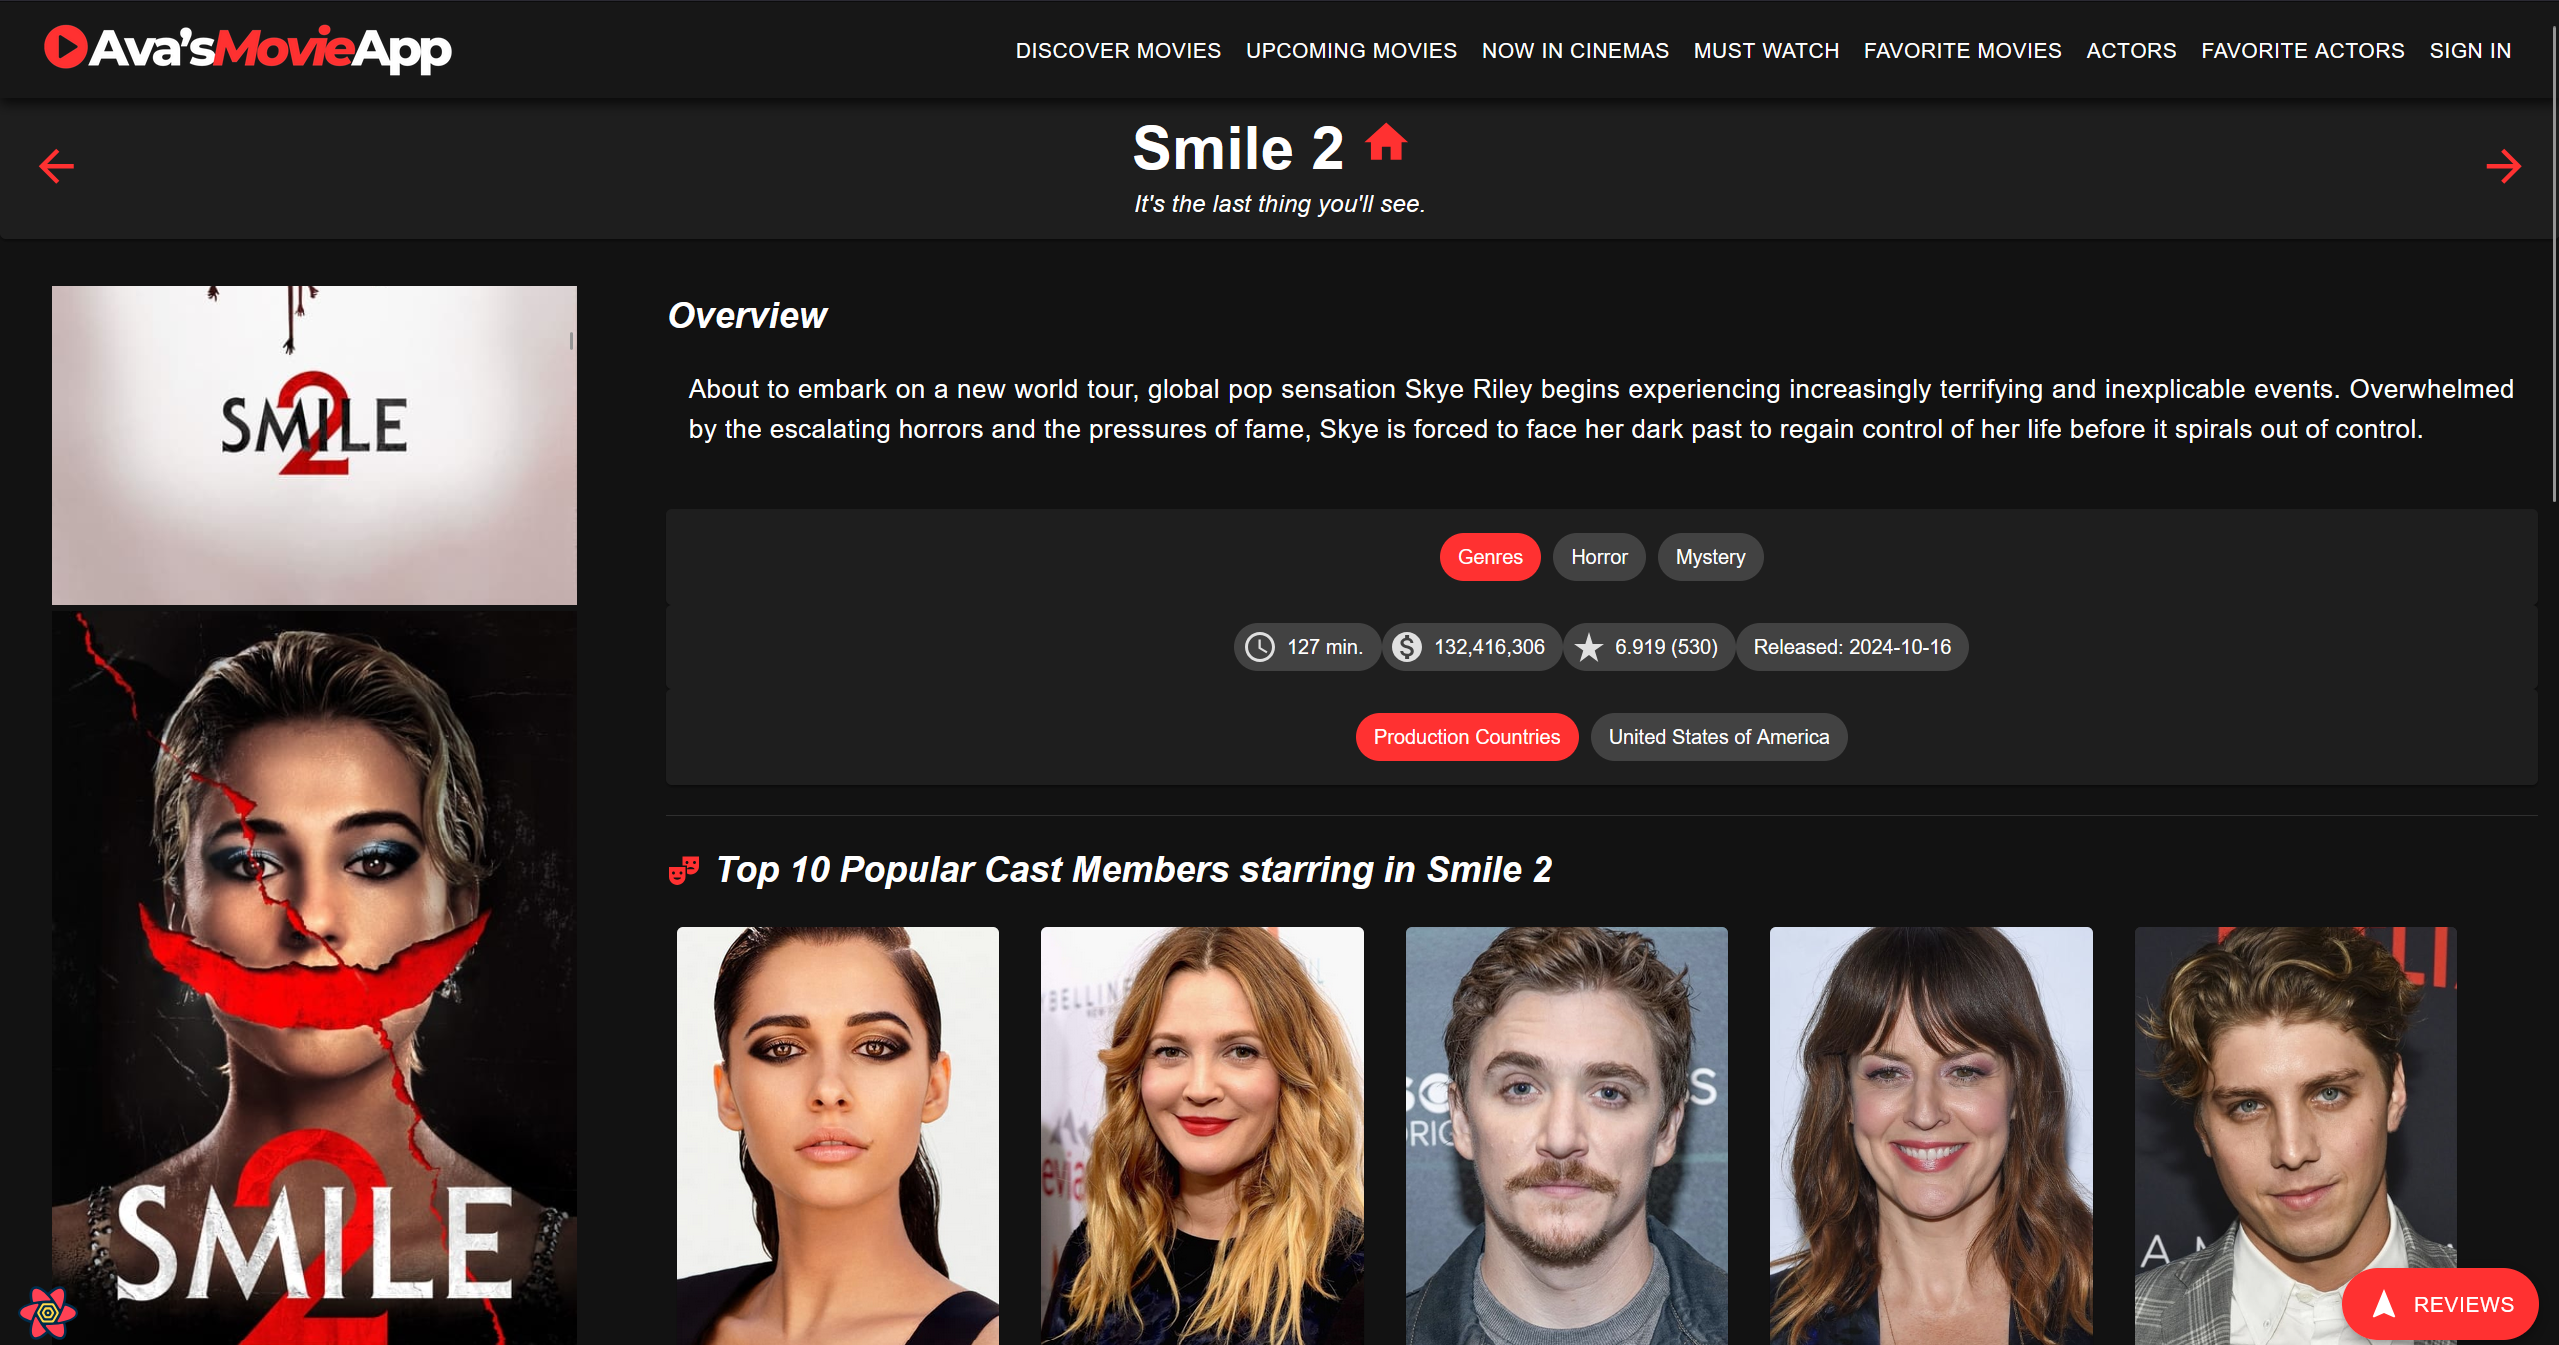 Ava'sMovieApp
DISCOVER MOVIES UPCOMING MOVIES NOW IN CINEMAS MUST WATCH FAVORITE MOVIES ACTORS FAVORITE ACTORS SIGN IN
Smile 2
It's the last thing you'll see.
SMILE
2
Overview
About to embark on a new world tour, global pop sensation Skye Riley begins experiencing increasingly terrifying and inexplicable events. Overwhelmed
by the escalating horrors and the pressures of fame, Skye is forced to face her dark past to regain control of her life before it spirals out of control.
Genres Horror Mystery
127 min. 132,416,306 6.919 (530) Released: 2024-10-16
Production Countries United States of America
Top 10 Popular Cast Members starring in Smile 2
SMILE
2
REVIEWS